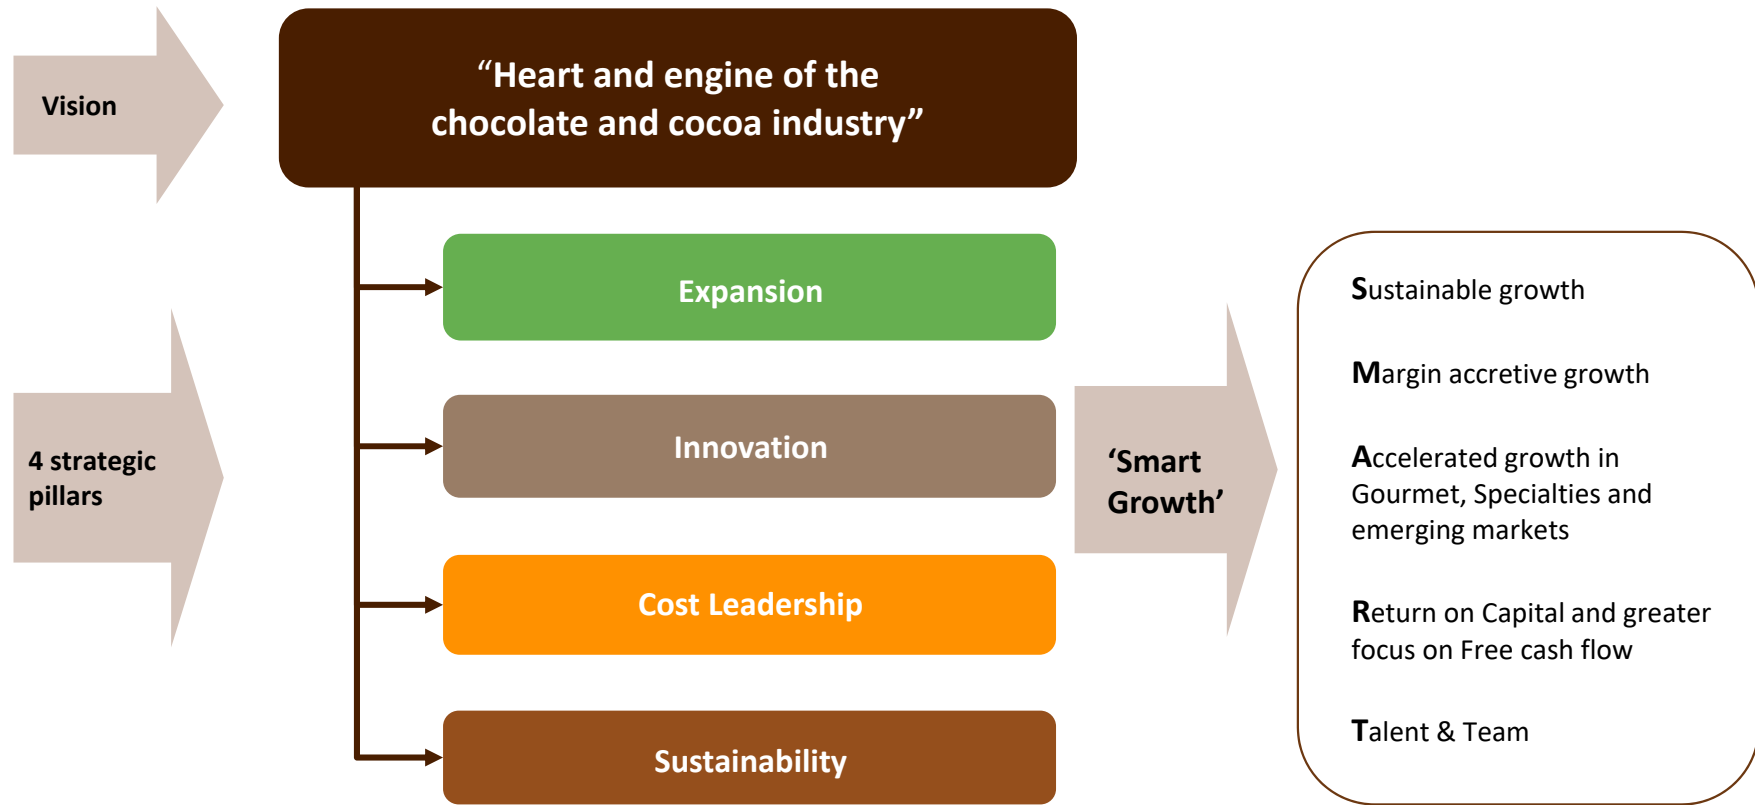 Vision
“Heart and engine of the
chocolate and cocoa industry”
4 strategic
pillars
Expansion
Innovation
Cost Leadership
Sustainability
‘Smart
Growth’
Sustainable growth
Margin accretive growth
Accelerated growth in
Gourmet, Specialties and
emerging markets
Return on Capital and greater
focus on Free cash flow
Talent & Team